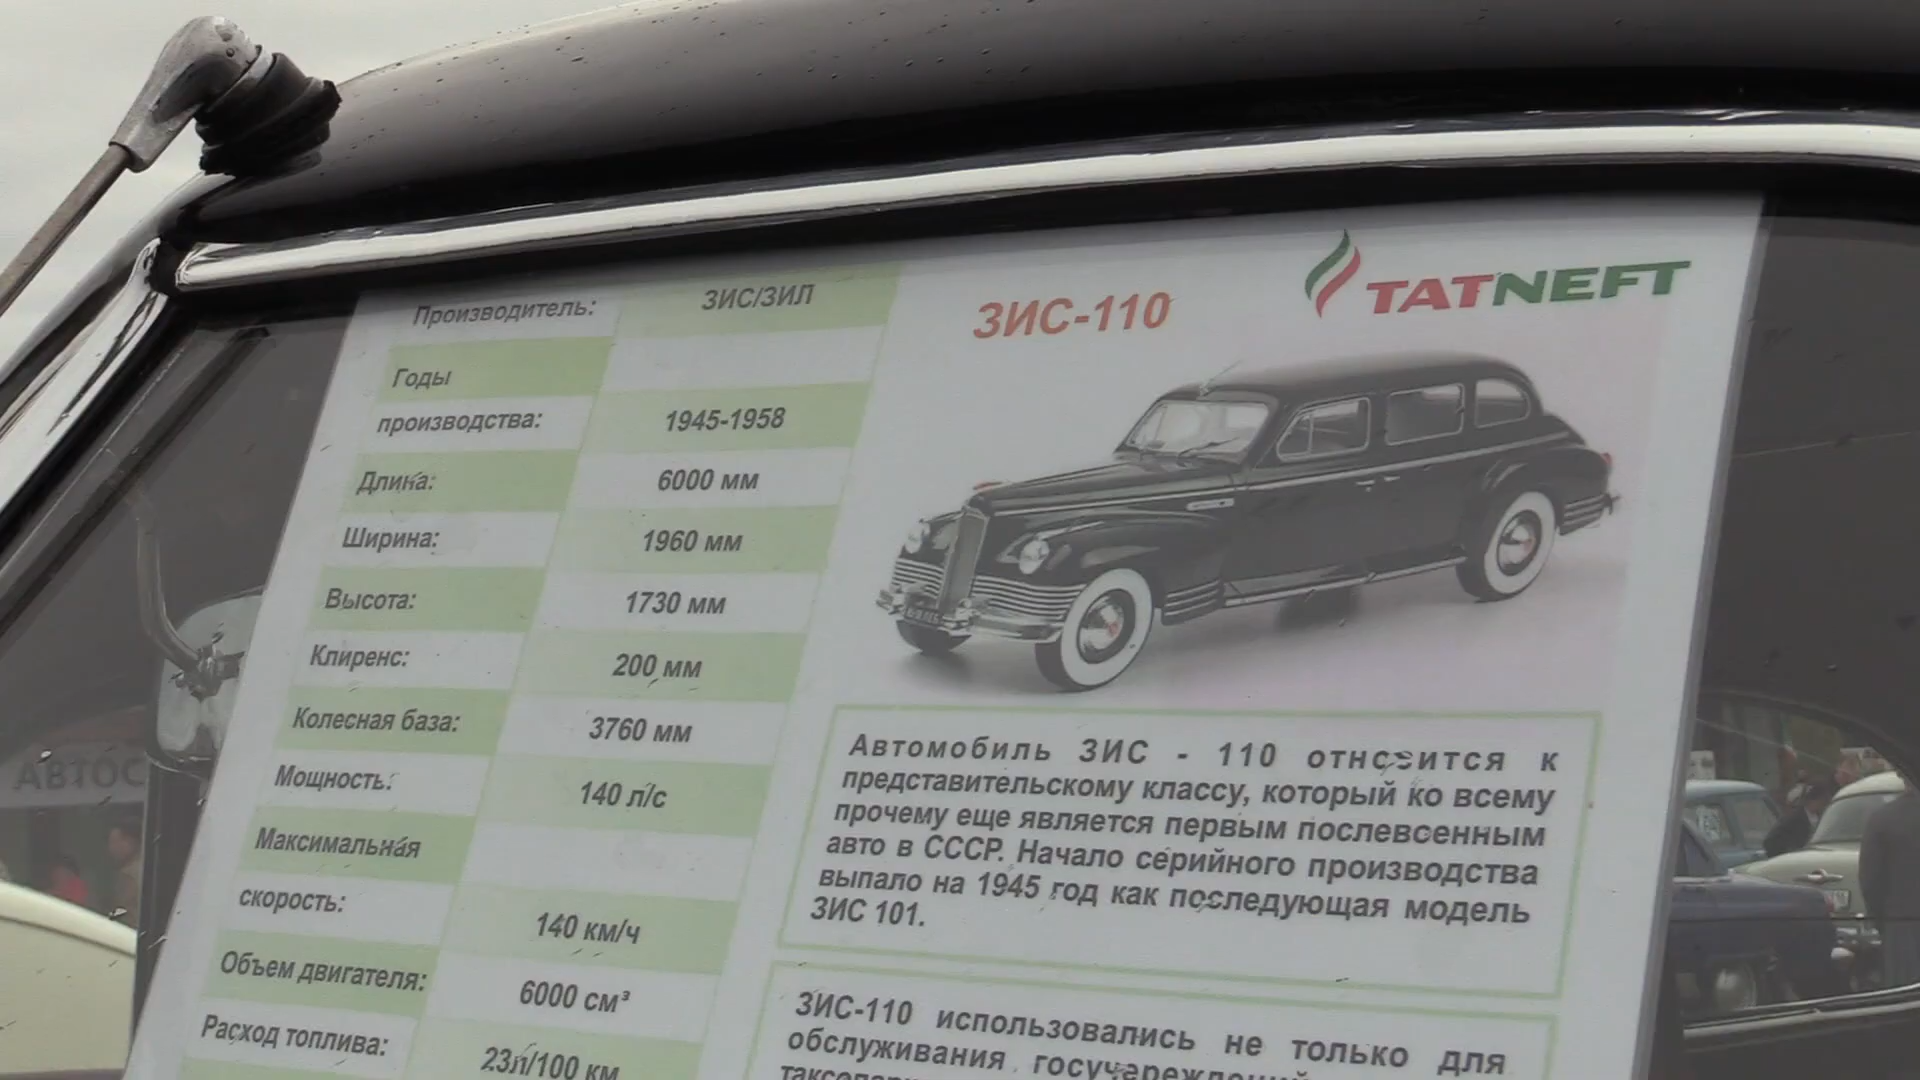 Производитель: ЗИС/ЗИЛ
Годы
производства: 1945-1958
Длина: 6000 мм
Ширина: 1960 мм
Высота: 1730 мм
Клиренс: 200 мм
Колесная база: 3760 мм
Мощность: 140 л/с
Максимальная
скорость: 140 км/ч
Объем двигателя: 6000 см³
Расход топлива: 23л/100 км
ЗИС-110
TATNEFT
Автомобиль ЗИС - 110 относится к
представительскому классу, который ко всему
прочему еще является первым послевоенным
авто в СССР. Начало серийного производства
выпало на 1945 год как последующая модель
ЗИС 101.
ЗИС-110 использовались не только для
обслуживания госучреждений
АВТОС